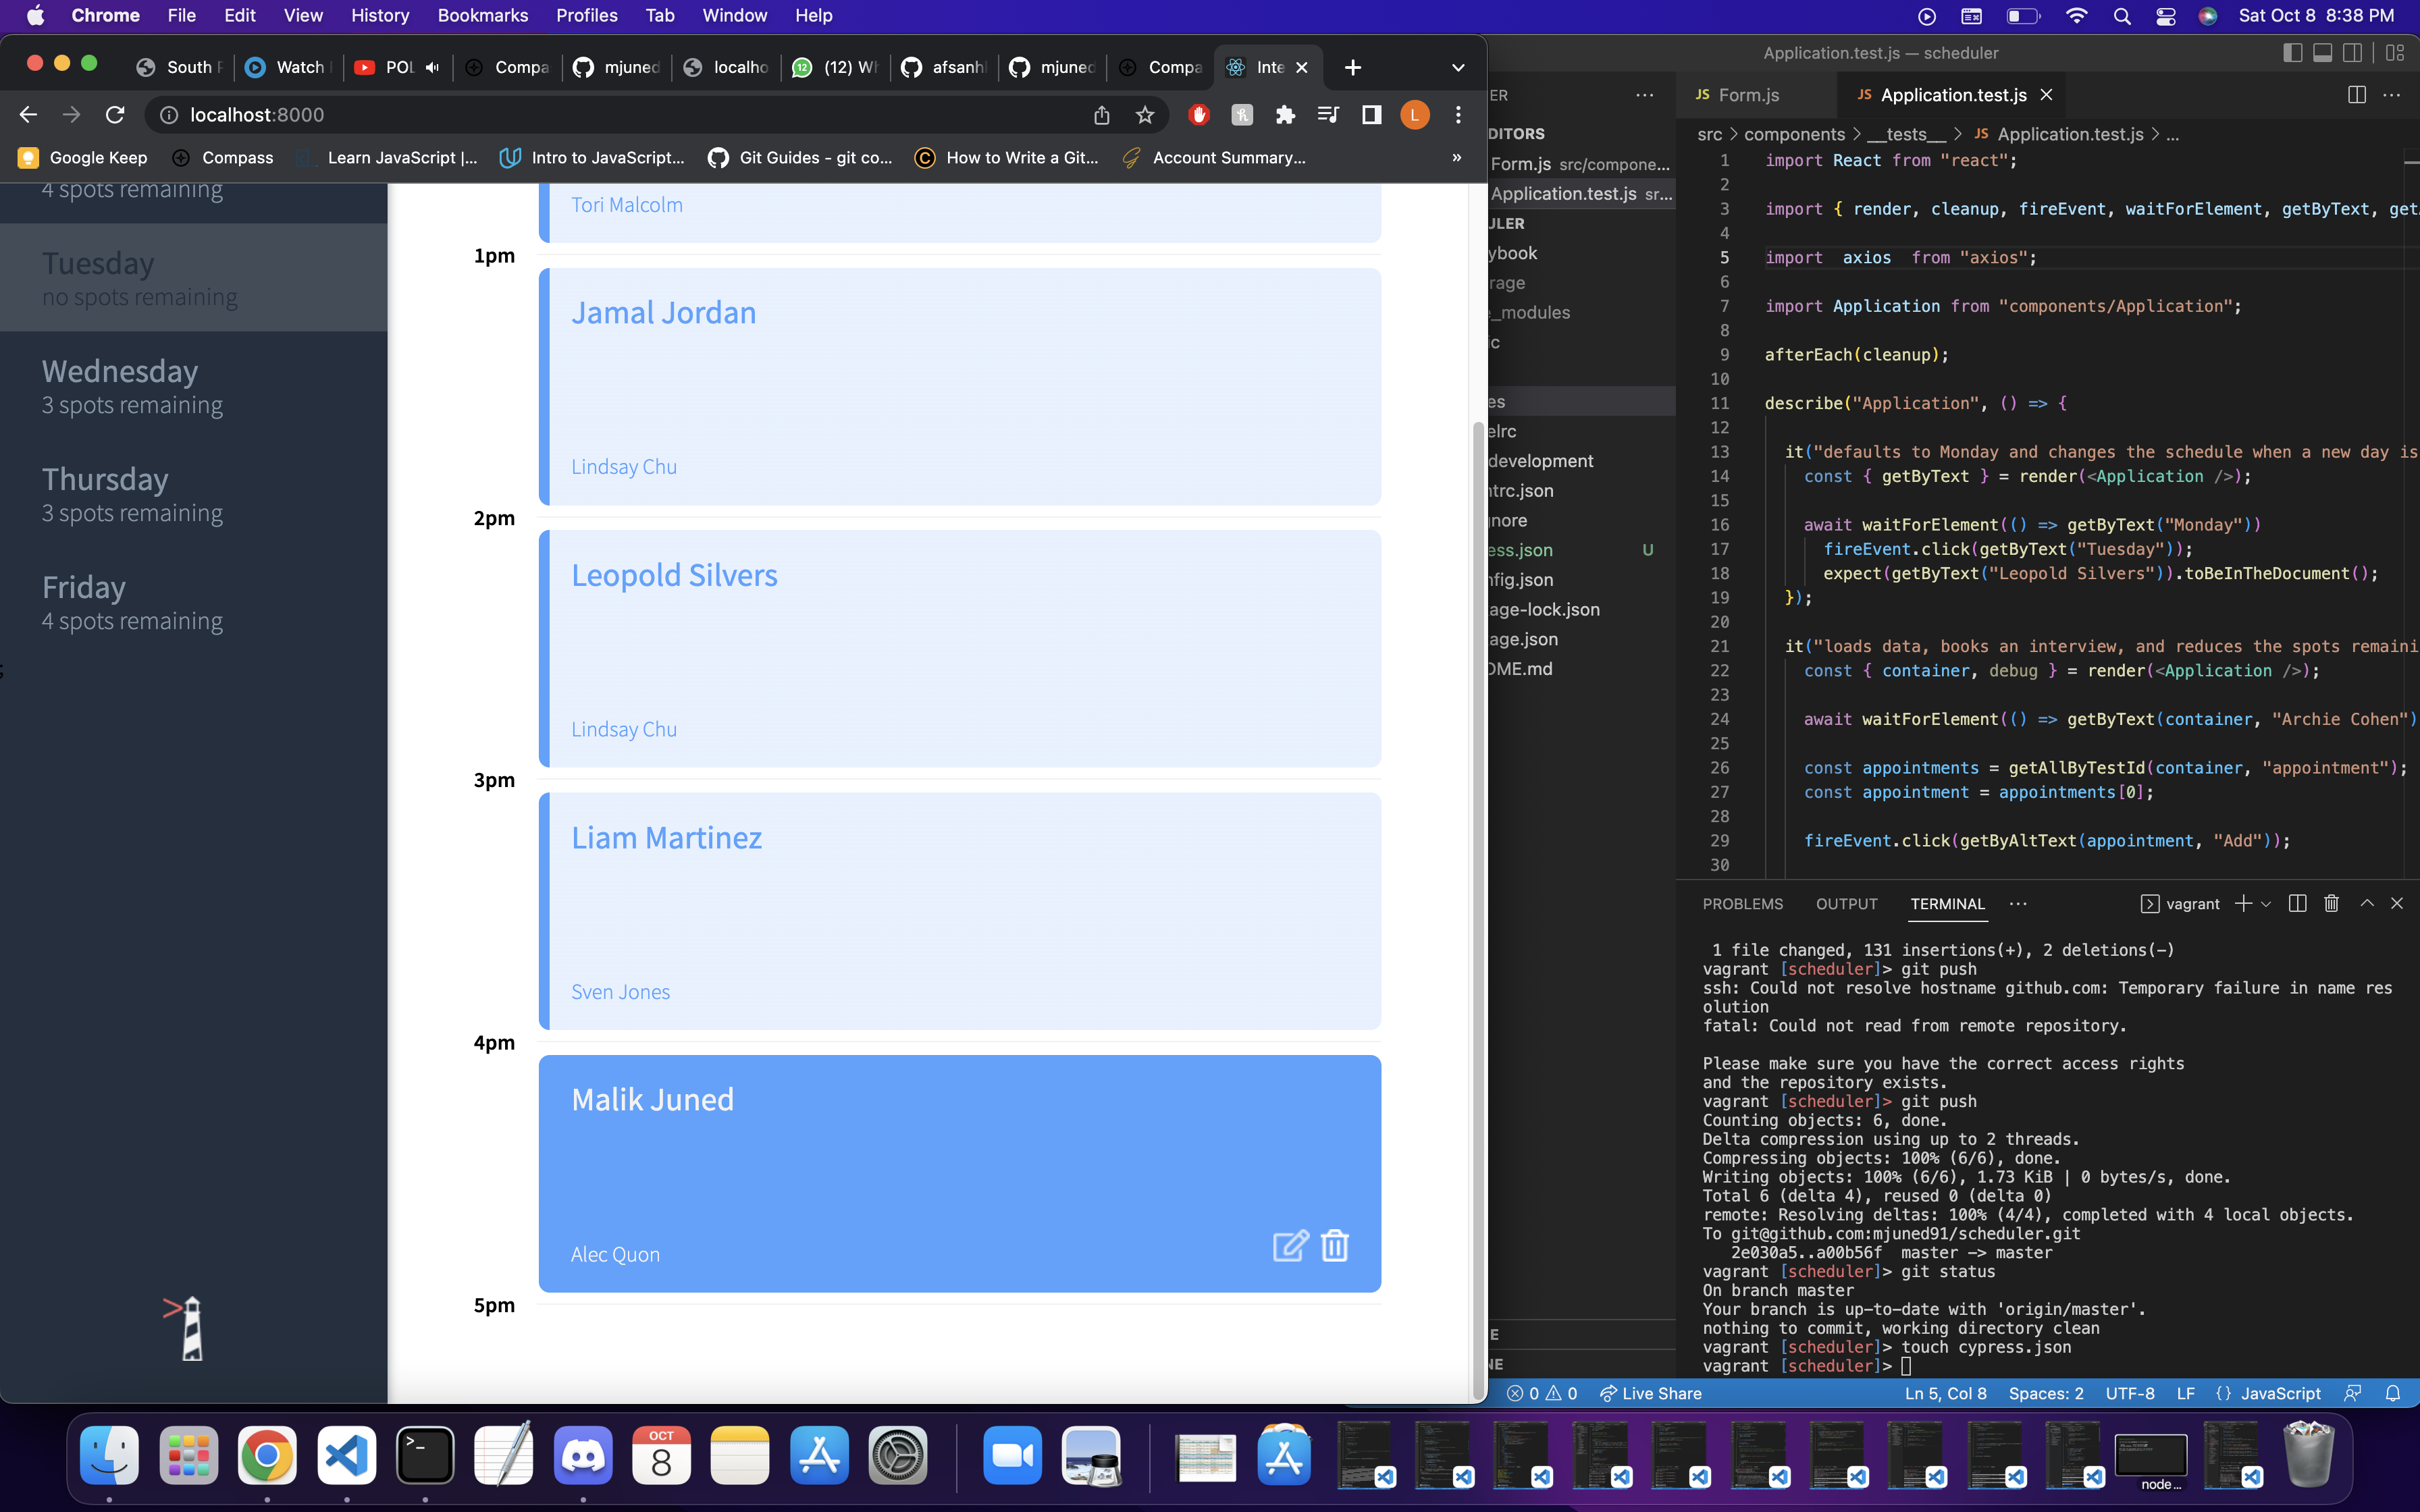 Chrome File Edit View History Bookmarks Profiles Tab Window Help
Sat Oct 8 8:38 PM
South Watch POL Compa mjuned localho (12) afsanh mjuned Compa Inte
localhost:8000
L
Google Keep Compass Learn JavaScript |... Intro to JavaScript... Git Guides - git co... How to Write a Git... Account Summary... »
4 spots remaining
Tuesday
no spots remaining
Wednesday
3 spots remaining
Thursday
3 spots remaining
Friday
4 spots remaining
;
Tori Malcolm
1pm
Jamal Jordan
Lindsay Chu
2pm
Leopold Silvers
Lindsay Chu
3pm
Liam Martinez
Sven Jones
4pm
Malik Juned
Alec Quon
5pm
Application.test.js — scheduler
ER ...
DITORS
Form.js src/compone...
Application.test.js sr...
ULER
ybook
rage
e_modules
ic
es
elrc
development
ntrc.json
nore
ess.json U
nfig.json
age-lock.json
age.json
OME.md
E
NE
JS Form.js JS Application.test.js
src > components > __tests__ > JS Application.test.js > ...
1 import React from "react";
2
3 import { render, cleanup, fireEvent, waitForElement, getByText, get
4
5 import  axios  from "axios";
6
7 import Application from "components/Application";
8
9 afterEach(cleanup);
10
11 describe("Application", () => {
12
13 it("defaults to Monday and changes the schedule when a new day is
14 const { getByText } = render(<Application />);
15
16 await waitForElement(() => getByText("Monday"))
17 fireEvent.click(getByText("Tuesday"));
18 expect(getByText("Leopold Silvers")).toBeInTheDocument();
19 });
20
21 it("loads data, books an interview, and reduces the spots remaini
22 const { container, debug } = render(<Application />);
23
24 await waitForElement(() => getByText(container, "Archie Cohen")
25
26 const appointments = getAllByTestId(container, "appointment");
27 const appointment = appointments[0];
28
29 fireEvent.click(getByAltText(appointment, "Add"));
30
PROBLEMS OUTPUT TERMINAL ... vagrant
1 file changed, 131 insertions(+), 2 deletions(-)
vagrant [scheduler]> git push
ssh: Could not resolve hostname github.com: Temporary failure in name res
olution
fatal: Could not read from remote repository.
Please make sure you have the correct access rights
and the repository exists.
vagrant [scheduler]> git push
Counting objects: 6, done.
Delta compression using up to 2 threads.
Compressing objects: 100% (6/6), done.
Writing objects: 100% (6/6), 1.73 KiB | 0 bytes/s, done.
Total 6 (delta 4), reused 0 (delta 0)
remote: Resolving deltas: 100% (4/4), completed with 4 local objects.
To git@github.com:mjuned91/scheduler.git
2e030a5..a00b56f  master -> master
vagrant [scheduler]> git status
On branch master
Your branch is up-to-date with 'origin/master'.
nothing to commit, working directory clean
vagrant [scheduler]> touch cypress.json
vagrant [scheduler]>
0 0 Live Share Ln 5, Col 8 Spaces: 2 UTF-8 LF {} JavaScript
OCT
8
node ...